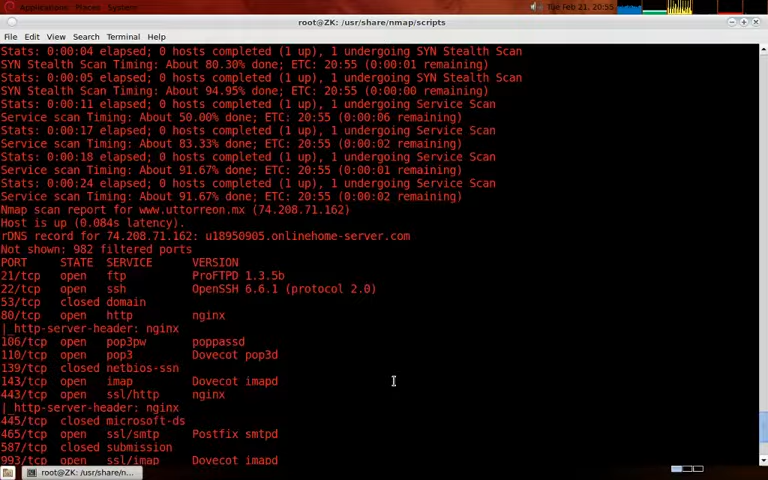 Applications Places System
Tue Feb 21, 20:55
root@ZK: /usr/share/nmap/scripts
File Edit View Search Terminal Help
Stats: 0:00:04 elapsed; 0 hosts completed (1 up), 1 undergoing SYN Stealth Scan
SYN Stealth Scan Timing: About 80.30% done; ETC: 20:55 (0:00:01 remaining)
Stats: 0:00:05 elapsed; 0 hosts completed (1 up), 1 undergoing SYN Stealth Scan
SYN Stealth Scan Timing: About 94.95% done; ETC: 20:55 (0:00:00 remaining)
Stats: 0:00:11 elapsed; 0 hosts completed (1 up), 1 undergoing Service Scan
Service scan Timing: About 50.00% done; ETC: 20:55 (0:00:06 remaining)
Stats: 0:00:17 elapsed; 0 hosts completed (1 up), 1 undergoing Service Scan
Service scan Timing: About 83.33% done; ETC: 20:55 (0:00:02 remaining)
Stats: 0:00:18 elapsed; 0 hosts completed (1 up), 1 undergoing Service Scan
Service scan Timing: About 91.67% done; ETC: 20:55 (0:00:01 remaining)
Stats: 0:00:24 elapsed; 0 hosts completed (1 up), 1 undergoing Service Scan
Service scan Timing: About 91.67% done; ETC: 20:55 (0:00:02 remaining)
Nmap scan report for www.uttorreon.mx (74.208.71.162)
Host is up (0.084s latency).
rDNS record for 74.208.71.162: u18950905.onlinehome-server.com
Not shown: 982 filtered ports
PORT STATE SERVICE VERSION
21/tcp open ftp ProFTPD 1.3.5b
22/tcp open ssh OpenSSH 6.6.1 (protocol 2.0)
53/tcp closed domain
80/tcp open http nginx
|_http-server-header: nginx
106/tcp open pop3pw poppassd
110/tcp open pop3 Dovecot pop3d
139/tcp closed netbios-ssn
143/tcp open imap Dovecot imapd
443/tcp open ssl/http nginx
|_http-server-header: nginx
445/tcp closed microsoft-ds
465/tcp open ssl/smtp Postfix smtpd
587/tcp closed submission
993/tcp open ssl/imap Dovecot imapd
root@ZK: /usr/share/n...